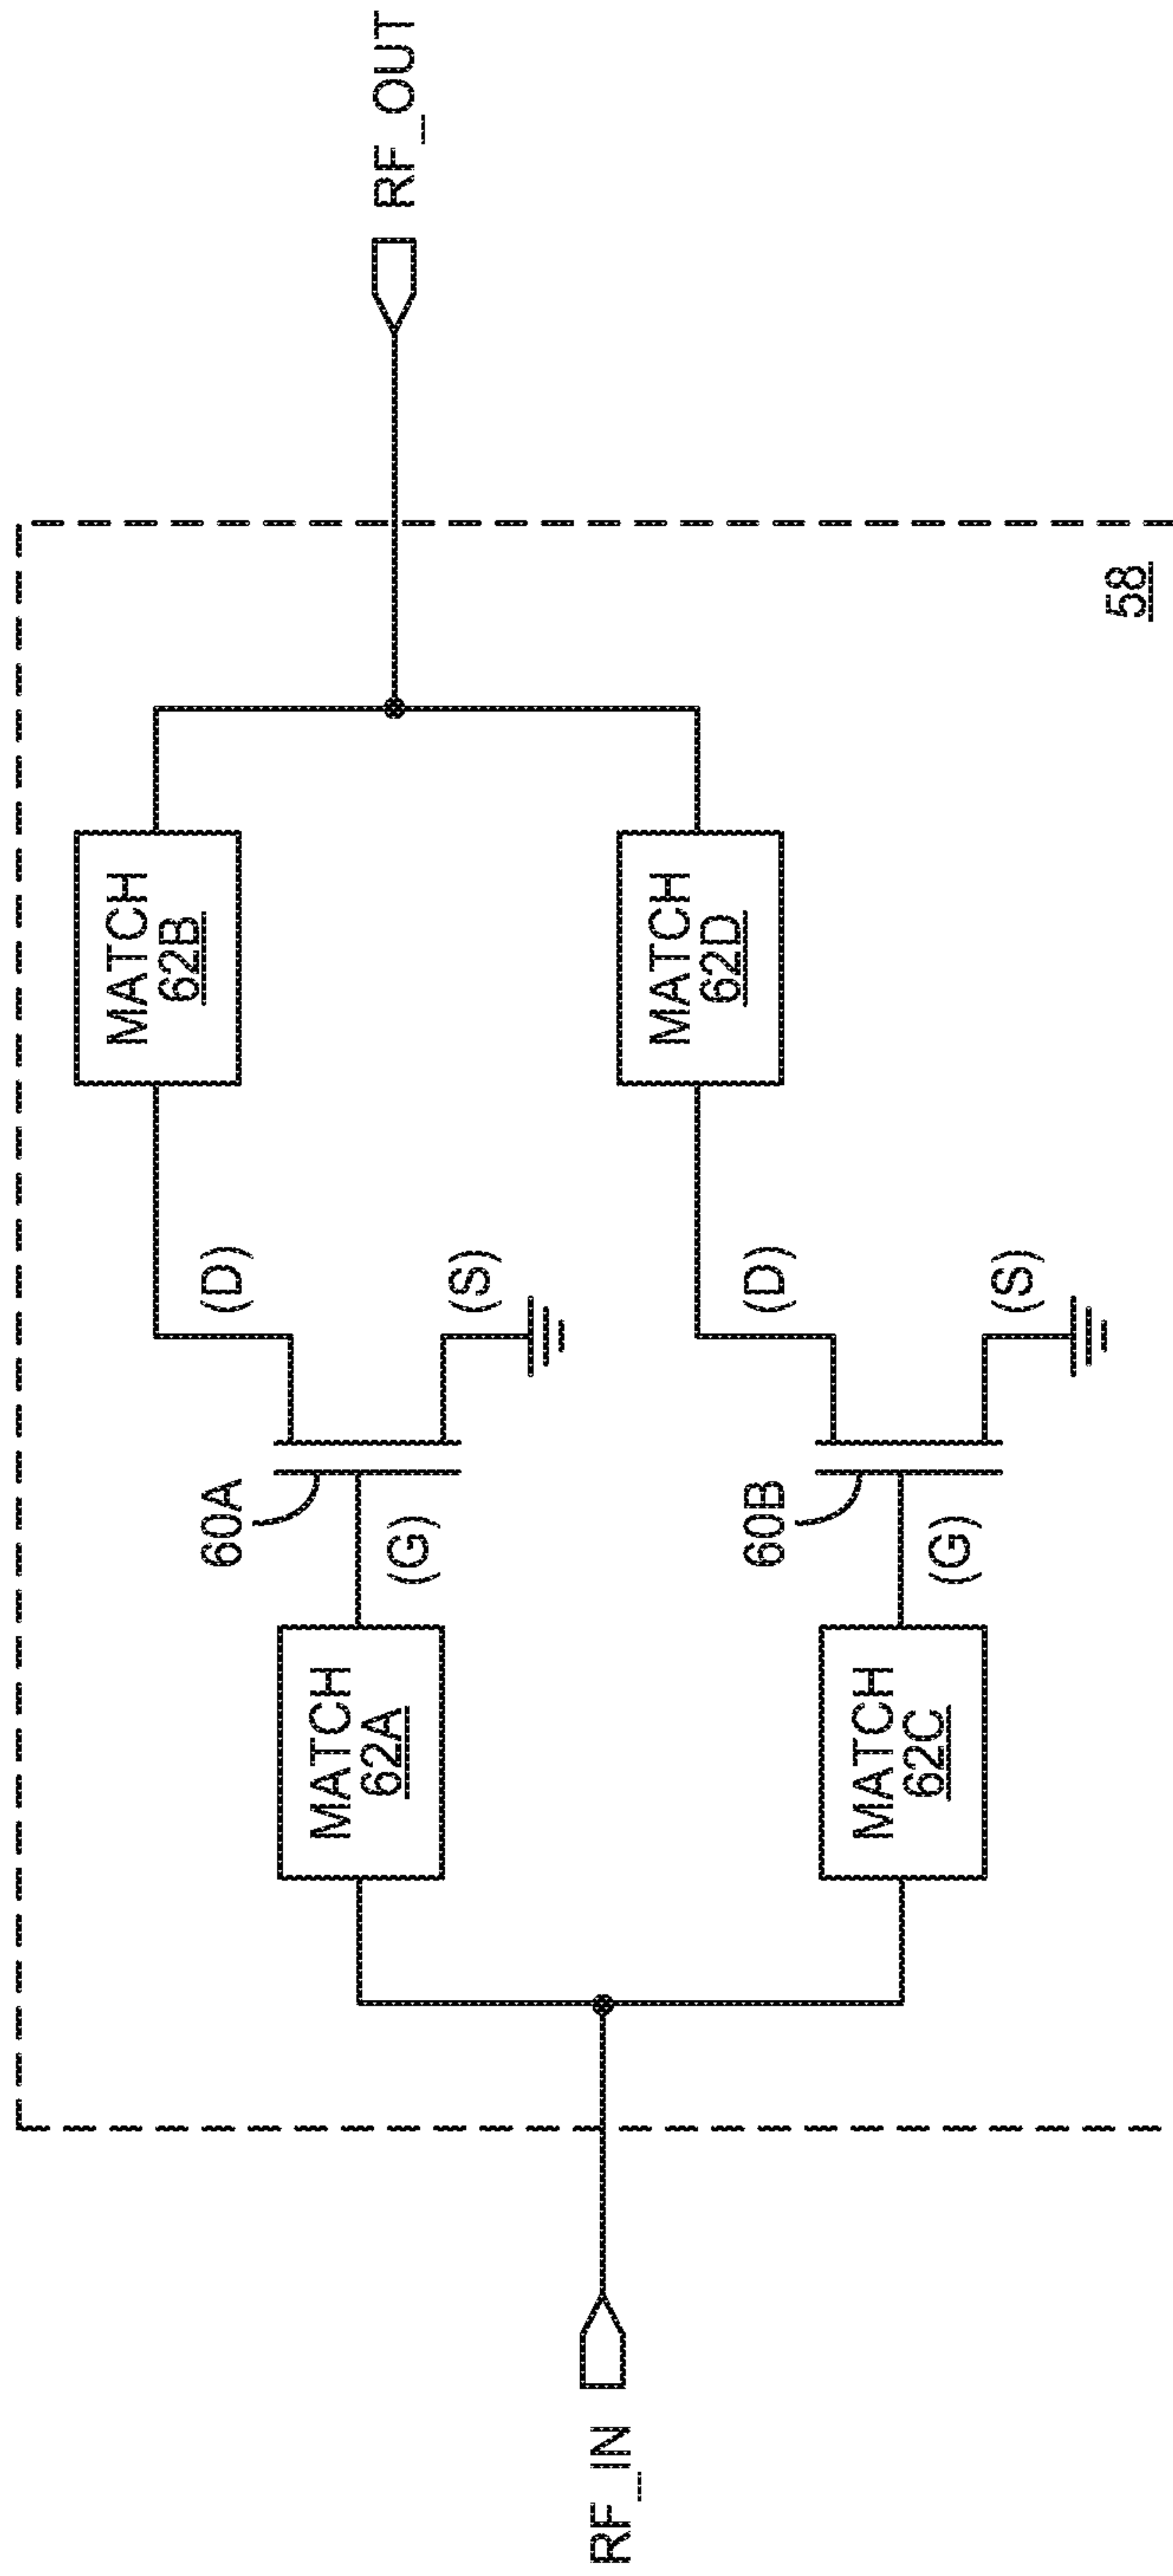 MATCH
62B
RF_OUT
(D)
60A
MATCH
62A
(G)
(S)
RF_IN
MATCH
62D
(D)
60B
MATCH
62C
(G)
(S)
58